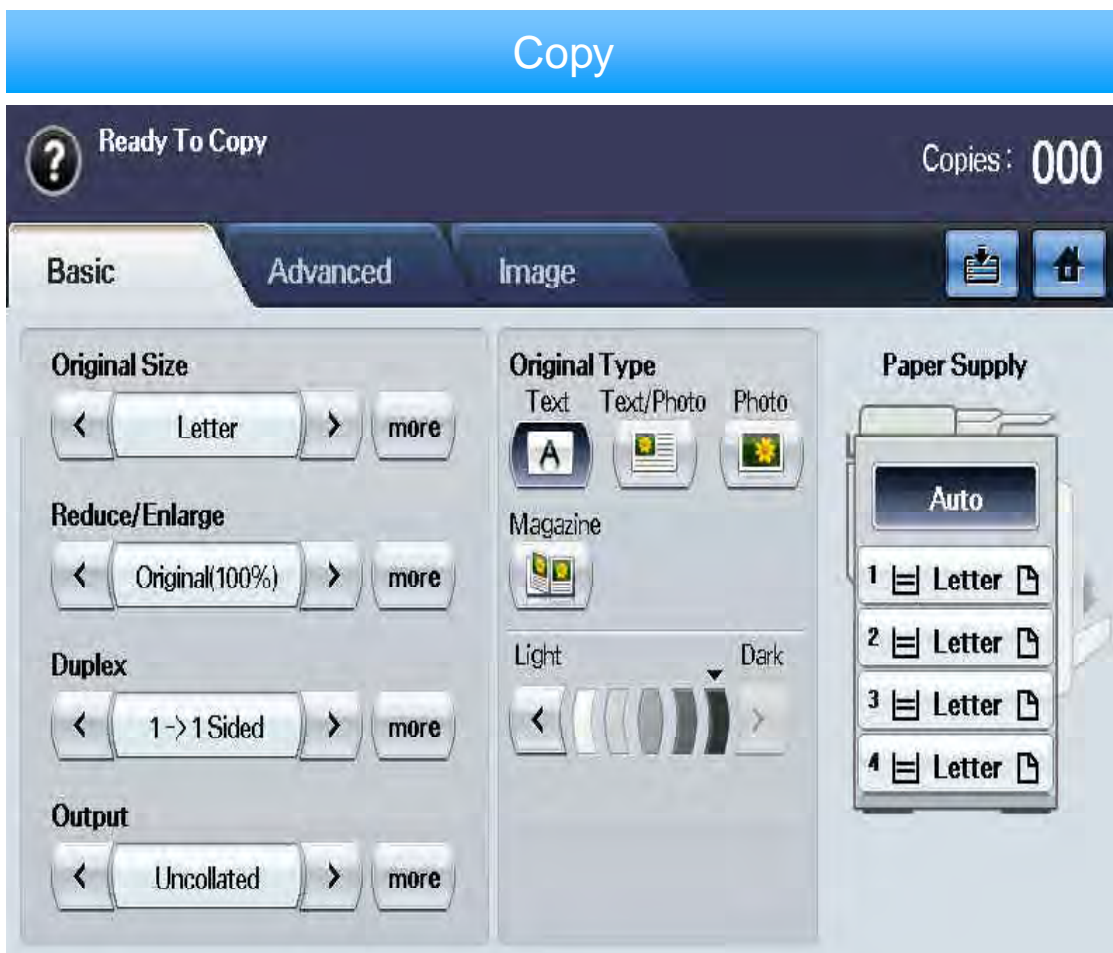 Copy
Ready To Copy
Copies: 000
Basic Advanced Image
Original Size
< Letter > more
Reduce/Enlarge
< Original(100%) > more
Duplex
< 1->1 Sided > more
Output
< Uncollated > more
Original Type
Text Text/Photo Photo
A
Magazine
Light Dark
< >
Paper Supply
Auto
1 Letter
2 Letter
3 Letter
4 Letter